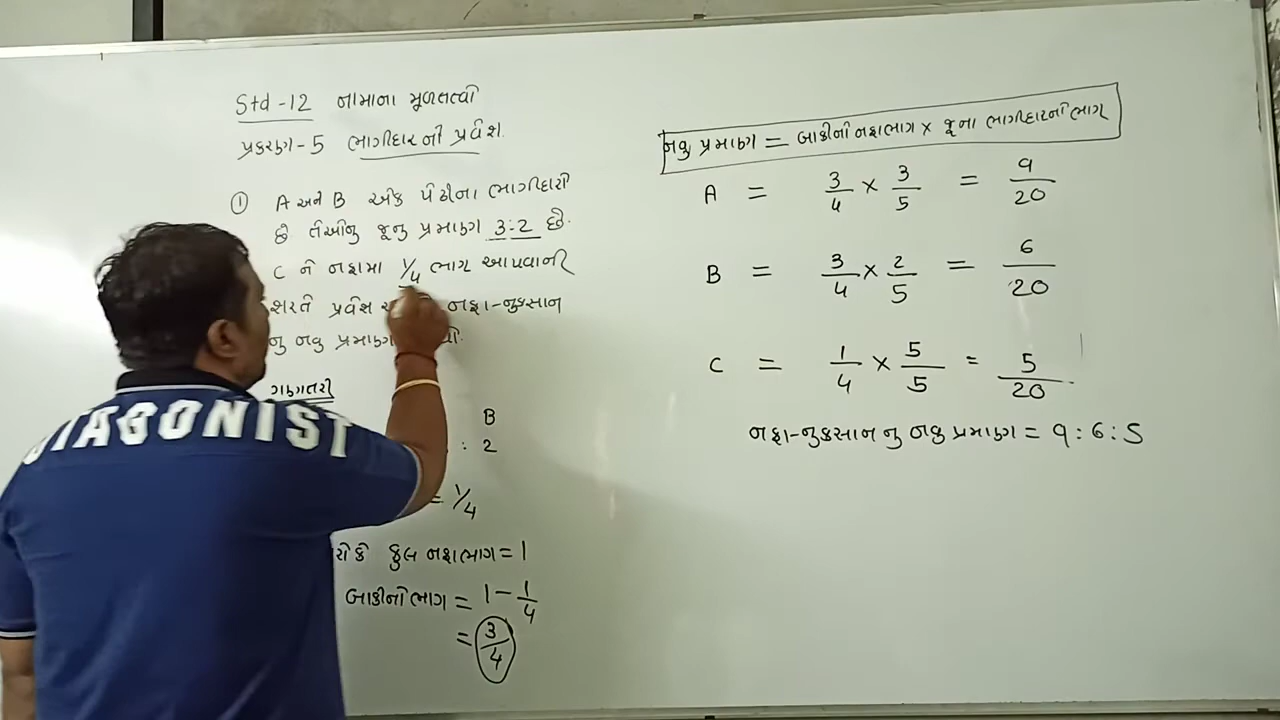 Std-12 નામાના મૂળતત્વો
પ્રકરણ-5 ભાગીદારનો પ્રવેશ.
① A અને B એક પેઢીના ભાગીદારો
છે તેઓનુ જૂનુ પ્રમાણ 3:2 છે.
C ને નફામા 1/4 ભાગ આપવાની
શરતે પ્રવેશ નફા-નુકસાન
નુ નવુ પ્રમાણ
ગણતરી
B
: 2
= 1/4
કે કુલ નફાભાગ = 1
બાકીનો ભાગ = 1 - 1/4
= 3/4
નવુ પ્રમાણ = બાકીનો નફાભાગ × જૂના ભાગીદારનો ભાગ
A = 3/4 × 3/5 = 9/20
B = 3/4 × 2/5 = 6/20
C = 1/4 × 5/5 = 5/20
નફા-નુકસાન નુ નવુ પ્રમાણ = 9 : 6 : 5
TAGONIST